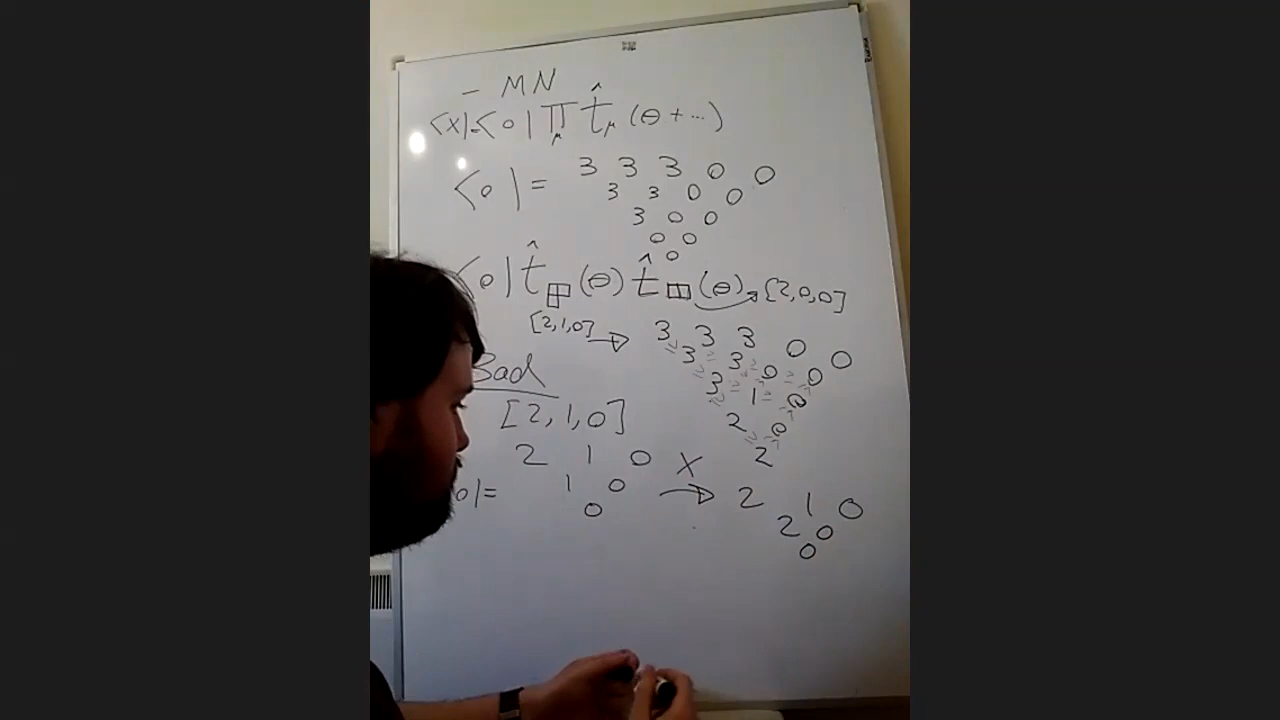 - MN
<x|=<0| ∏_μ t̂_μ (θ + ...)
<0| = 3 3 3 0 0
3 3 0 0
3 0 0
0 0
0
<0| t̂_⊞ (θ) t̂_□□ (θ) → [2,0,0]
[2,1,0] → 3 3 3 0 0
3 3 0 0
3 1 0
2 0
2
Bad
[2,1,0]
2 1 0
0|= 1 0
0
X → 2 1 0
2 0
0